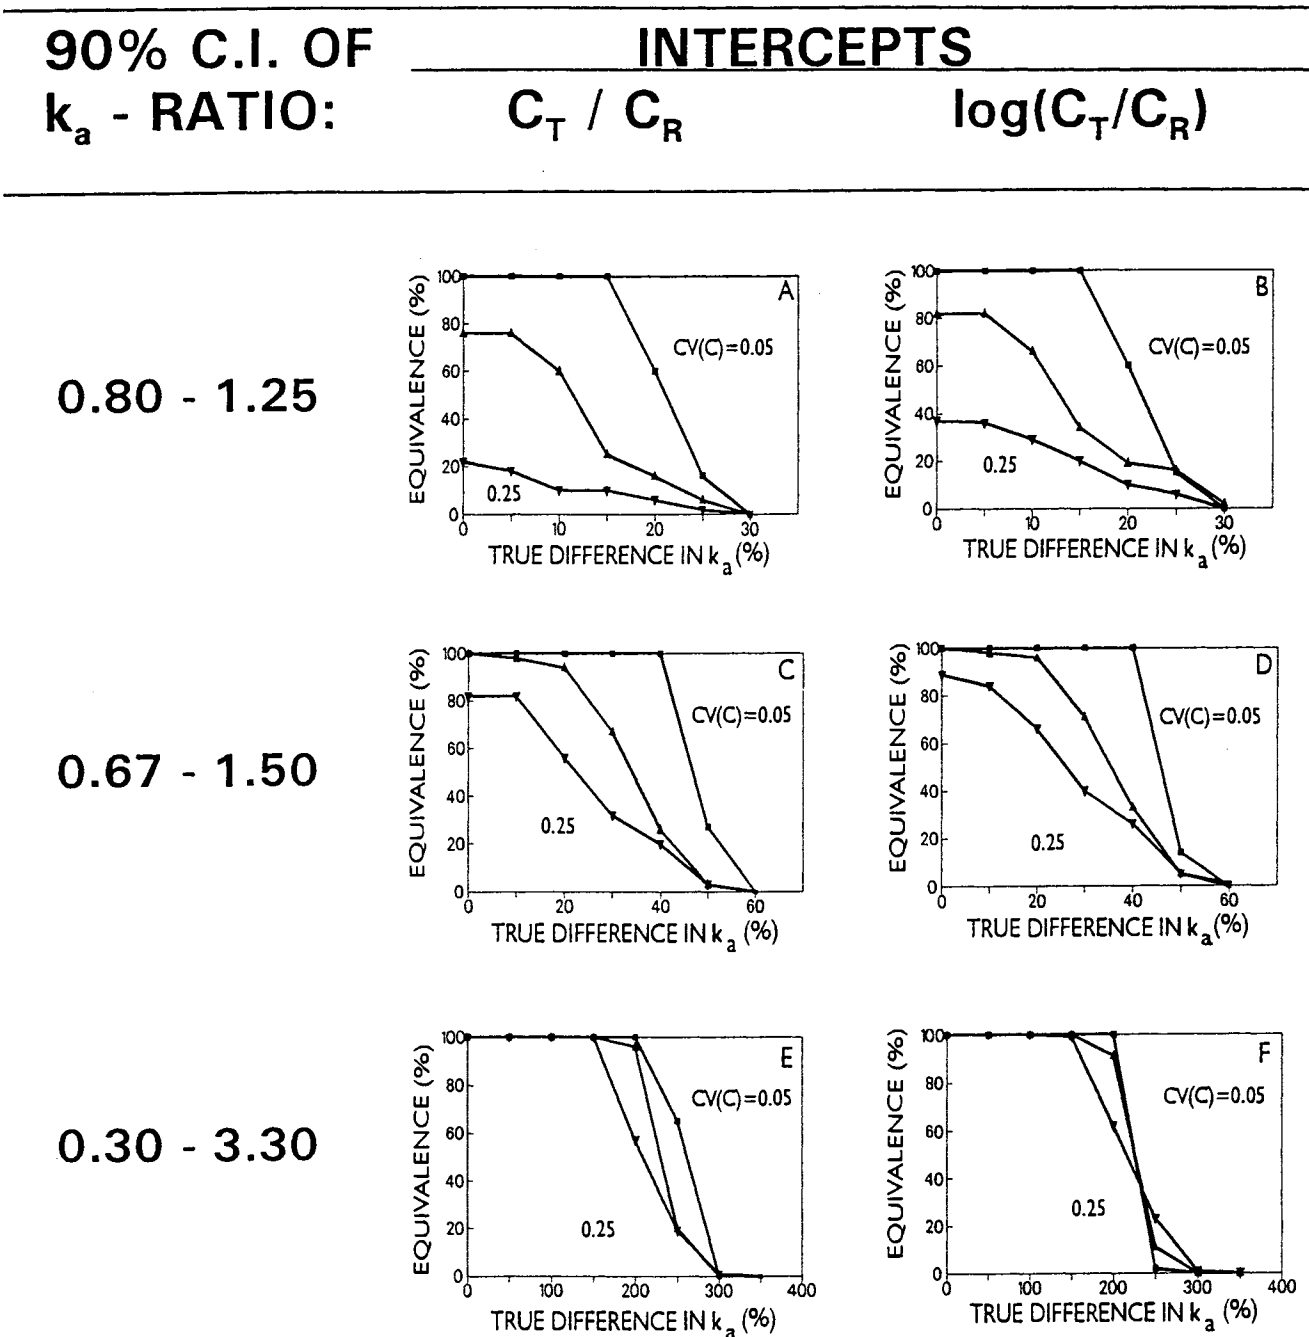 90% C.I. OF INTERCEPTS
kₐ - RATIO: C_T / C_R log(C_T/C_R)
0.80 - 1.25
EQUIVALENCE (%)
100
80
60
40
20
0
A
CV(C)=0.05
0.25
0 10 20 30
TRUE DIFFERENCE IN kₐ (%)
EQUIVALENCE (%)
100
80
60
40
20
0
B
CV(C)=0.05
0.25
0 10 20 30
TRUE DIFFERENCE IN kₐ (%)
0.67 - 1.50
EQUIVALENCE (%)
100
80
60
40
20
0
C
CV(C)=0.05
0.25
0 20 40 60
TRUE DIFFERENCE IN kₐ (%)
EQUIVALENCE (%)
100
80
60
40
20
0
D
CV(C)=0.05
0.25
0 20 40 60
TRUE DIFFERENCE IN kₐ (%)
0.30 - 3.30
EQUIVALENCE (%)
100
80
60
40
20
0
E
CV(C)=0.05
0.25
0 100 200 300 400
TRUE DIFFERENCE IN kₐ (%)
EQUIVALENCE (%)
100
80
60
40
20
0
F
CV(C)=0.05
0.25
0 100 200 300 400
TRUE DIFFERENCE IN kₐ (%)